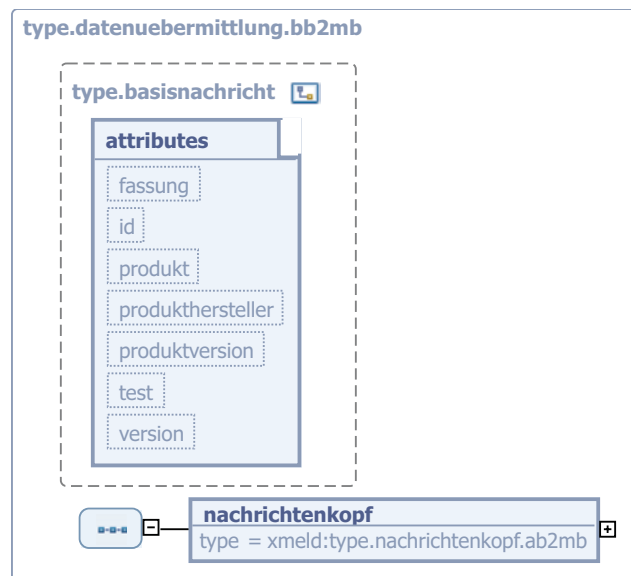 type.datenuebermittlung.bb2mb
type.basisnachricht
attributes
fassung
id
produkt
produkthersteller
produktversion
test
version
nachrichtenkopf
type = xmeld:type.nachrichtenkopf.ab2mb